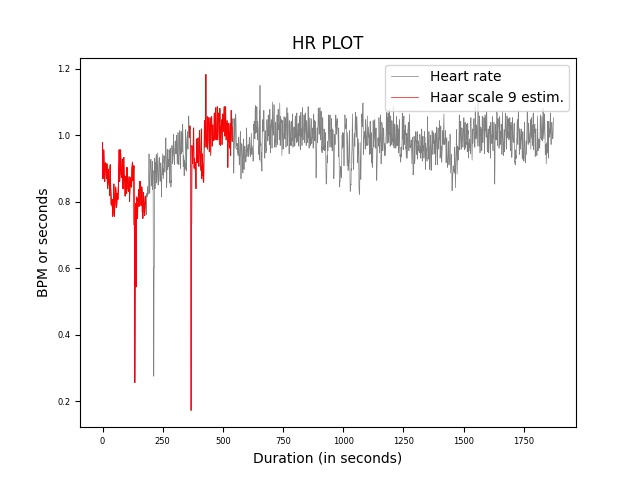 HR PLOT
Heart rate
Haar scale 9 estim.
BPM or seconds
1.2
1.0
0.8
0.6
0.4
0.2
0
250
500
750
1000
1250
1500
1750
Duration (in seconds)